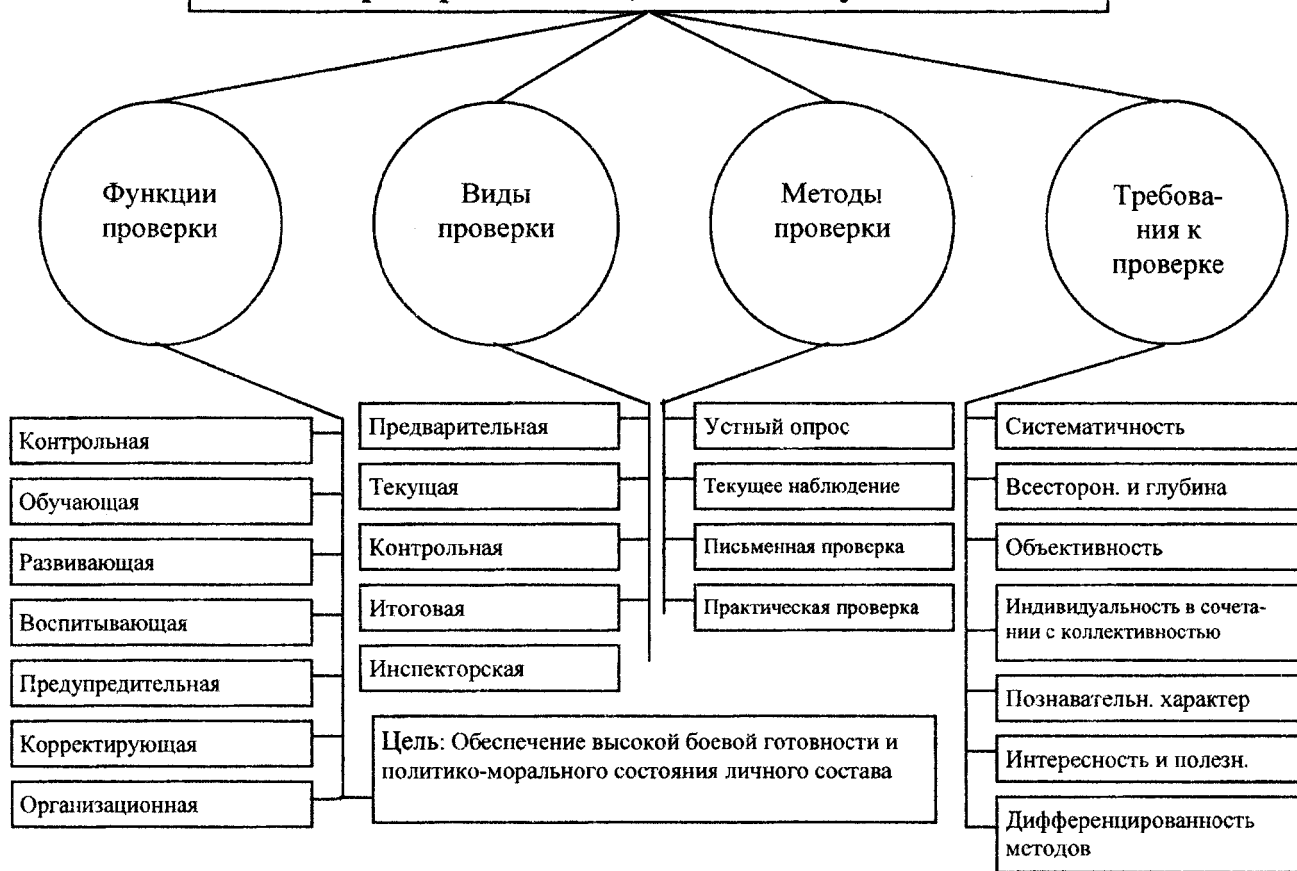 Функции
проверки
Виды
проверки
Методы
проверки
Требова-
ния к
проверке
Контрольная
Обучающая
Развивающая
Воспитывающая
Предупредительная
Корректирующая
Организационная
Предварительная
Текущая
Контрольная
Итоговая
Инспекторская
Устный опрос
Текущее наблюдение
Письменная проверка
Практическая проверка
Систематичность
Всесторон. и глубина
Объективность
Индивидуальность в сочета-
нии с коллективностью
Познавательн. характер
Интересность и полезн.
Дифференцированность
методов
Цель: Обеспечение высокой боевой готовности и
политико-морального состояния личного состава